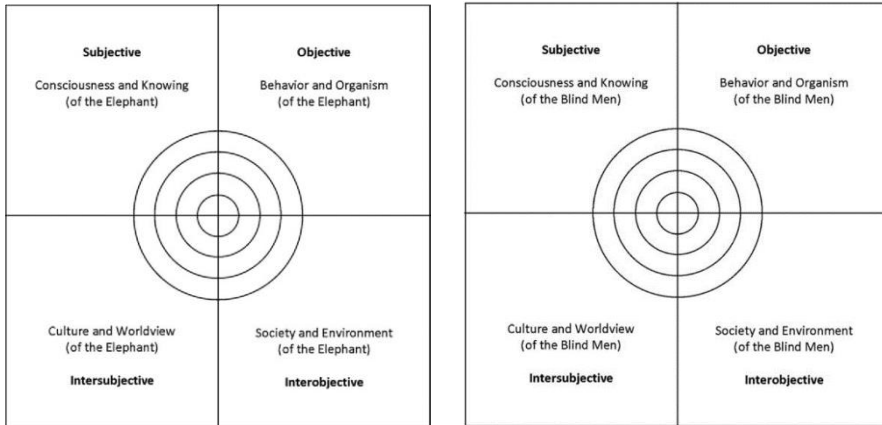 Subjective
Consciousness and Knowing
(of the Elephant)
Objective
Behavior and Organism
(of the Elephant)
Culture and Worldview
(of the Elephant)
Intersubjective
Society and Environment
(of the Elephant)
Interobjective
Subjective
Consciousness and Knowing
(of the Blind Men)
Objective
Behavior and Organism
(of the Blind Men)
Culture and Worldview
(of the Blind Men)
Intersubjective
Society and Environment
(of the Blind Men)
Interobjective